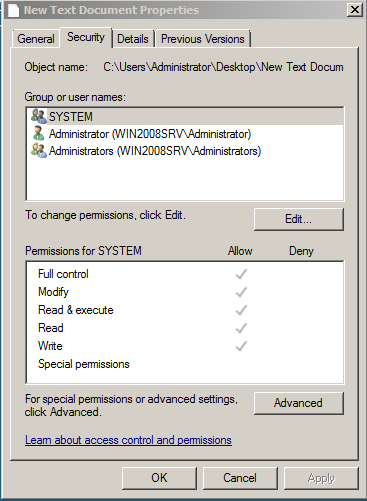 New Text Document Properties
General Security Details Previous Versions
Object name: C:\Users\Administrator\Desktop\New Text Docum
Group or user names:
SYSTEM
Administrator (WIN2008SRV\Administrator)
Administrators (WIN2008SRV\Administrators)
To change permissions, click Edit.
Edit...
Permissions for SYSTEM Allow Deny
Full control
Modify
Read & execute
Read
Write
Special permissions
For special permissions or advanced settings,
click Advanced.
Advanced
Learn about access control and permissions
OK Cancel Apply